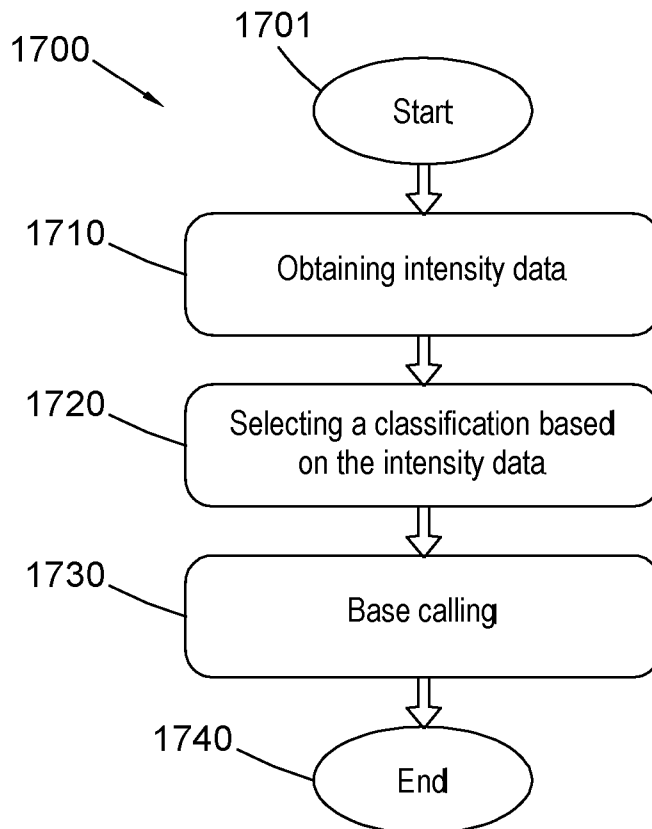 1700
1701
Start
1710
Obtaining intensity data
1720
Selecting a classification based
on the intensity data
1730
Base calling
1740
End